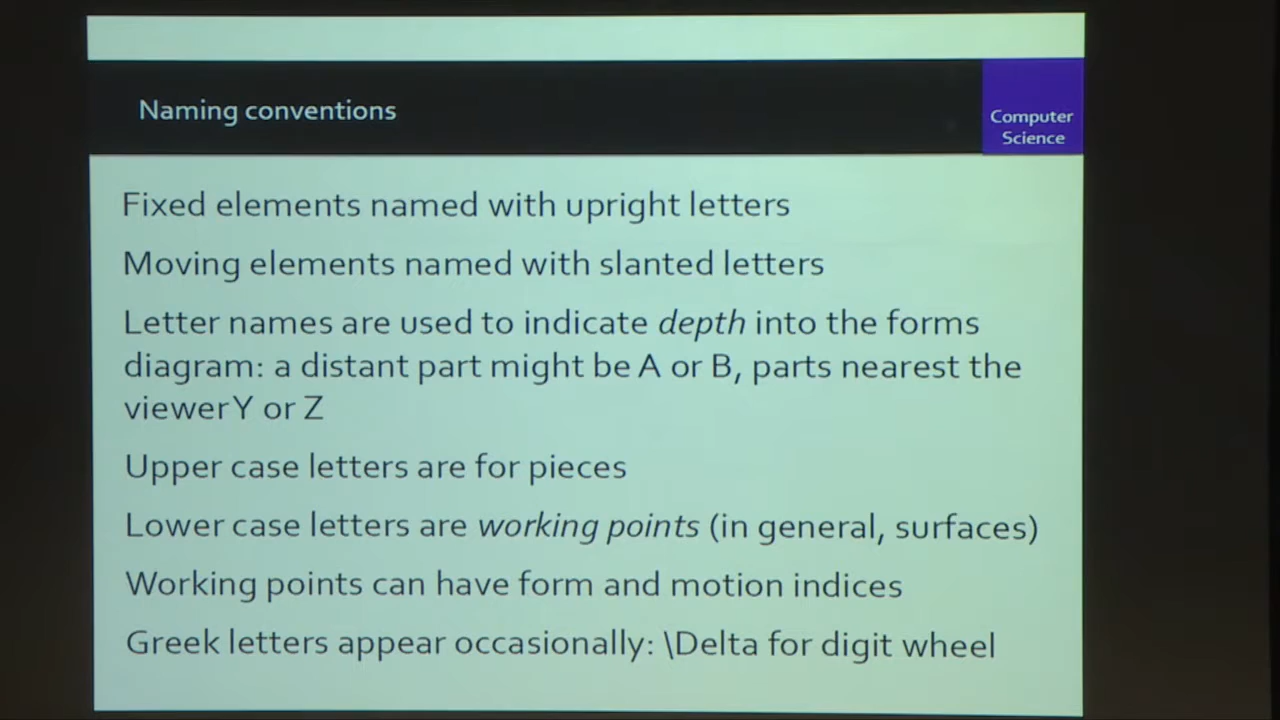 Naming conventions
Computer
Science
Fixed elements named with upright letters
Moving elements named with slanted letters
Letter names are used to indicate depth into the forms
diagram: a distant part might be A or B, parts nearest the
viewer Y or Z
Upper case letters are for pieces
Lower case letters are working points (in general, surfaces)
Working points can have form and motion indices
Greek letters appear occasionally: \Delta for digit wheel